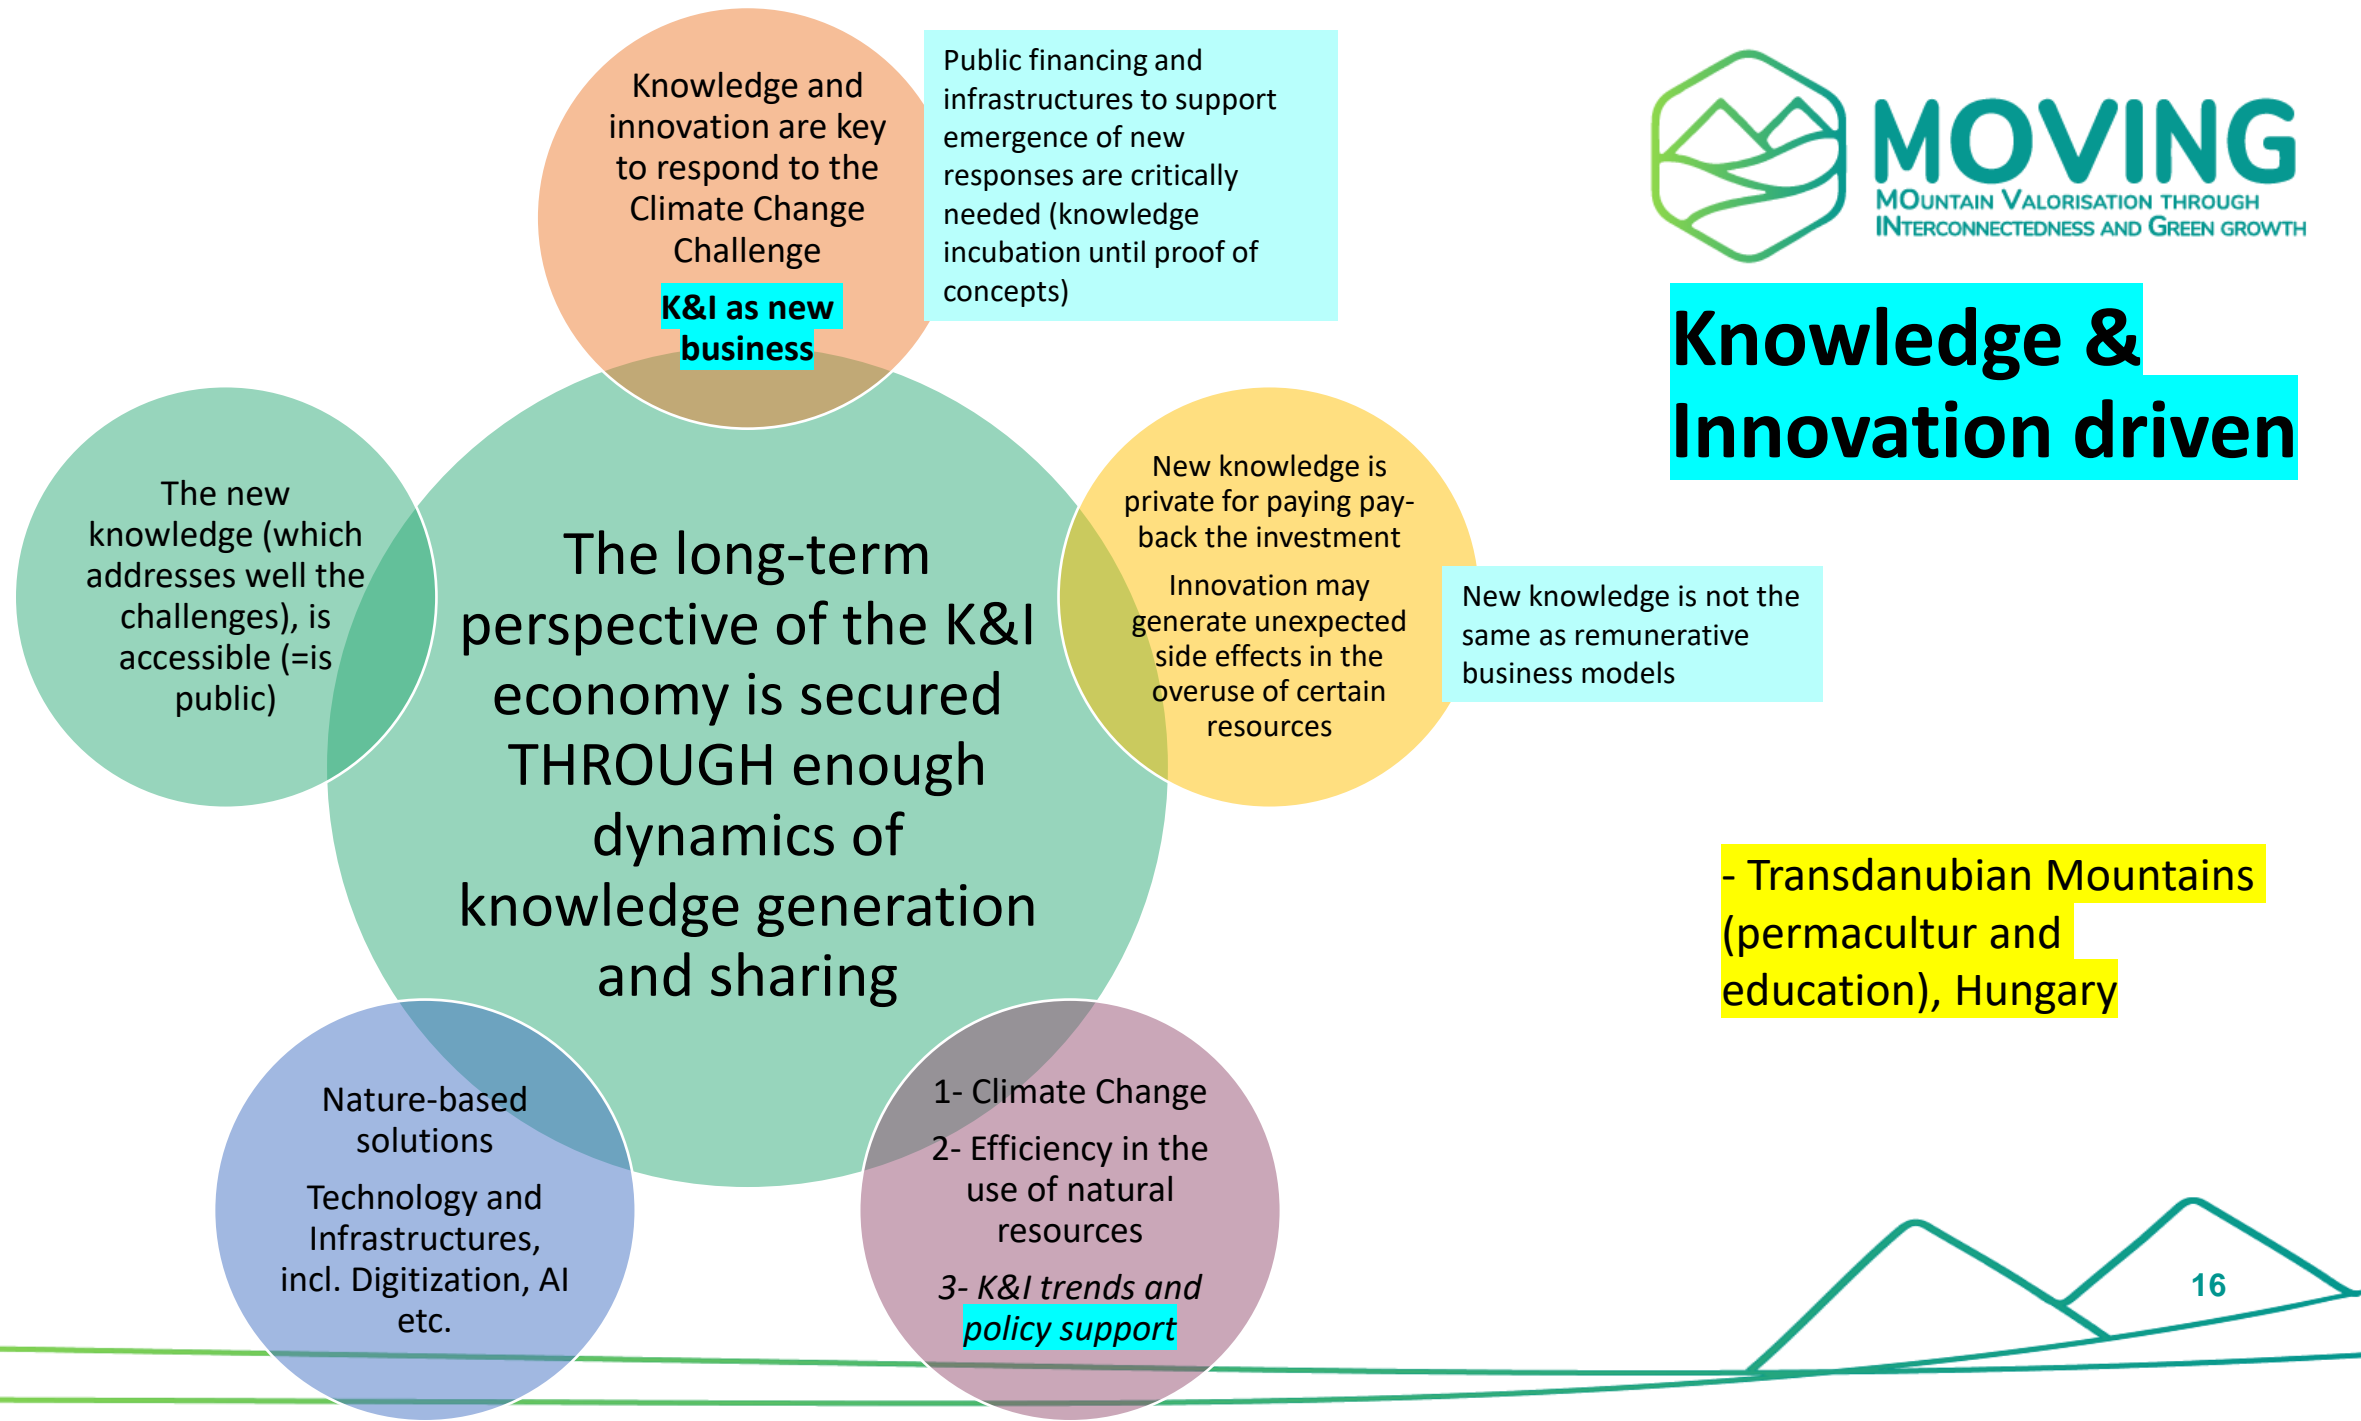 Knowledge and
innovation are key
to respond to the
Climate Change
Challenge
K&I as new
business
Public financing and
infrastructures to support
emergence of new
responses are critically
needed (knowledge
incubation until proof of
concepts)
MOVING
MOUNTAIN VALORISATION THROUGH
INTERCONNECTEDNESS AND GREEN GROWTH
Knowledge &
Innovation driven
The new
knowledge (which
addresses well the
challenges), is
accessible (=is
public)
The long-term
perspective of the K&I
economy is secured
THROUGH enough
dynamics of
knowledge generation
and sharing
New knowledge is
private for paying pay-
back the investment
Innovation may
generate unexpected
side effects in the
overuse of certain
resources
New knowledge is not the
same as remunerative
business models
- Transdanubian Mountains
(permacultur and
education), Hungary
Nature-based
solutions
Technology and
Infrastructures,
incl. Digitization, AI
etc.
1- Climate Change
2- Efficiency in the
use of natural
resources
3- K&I trends and
policy support
16